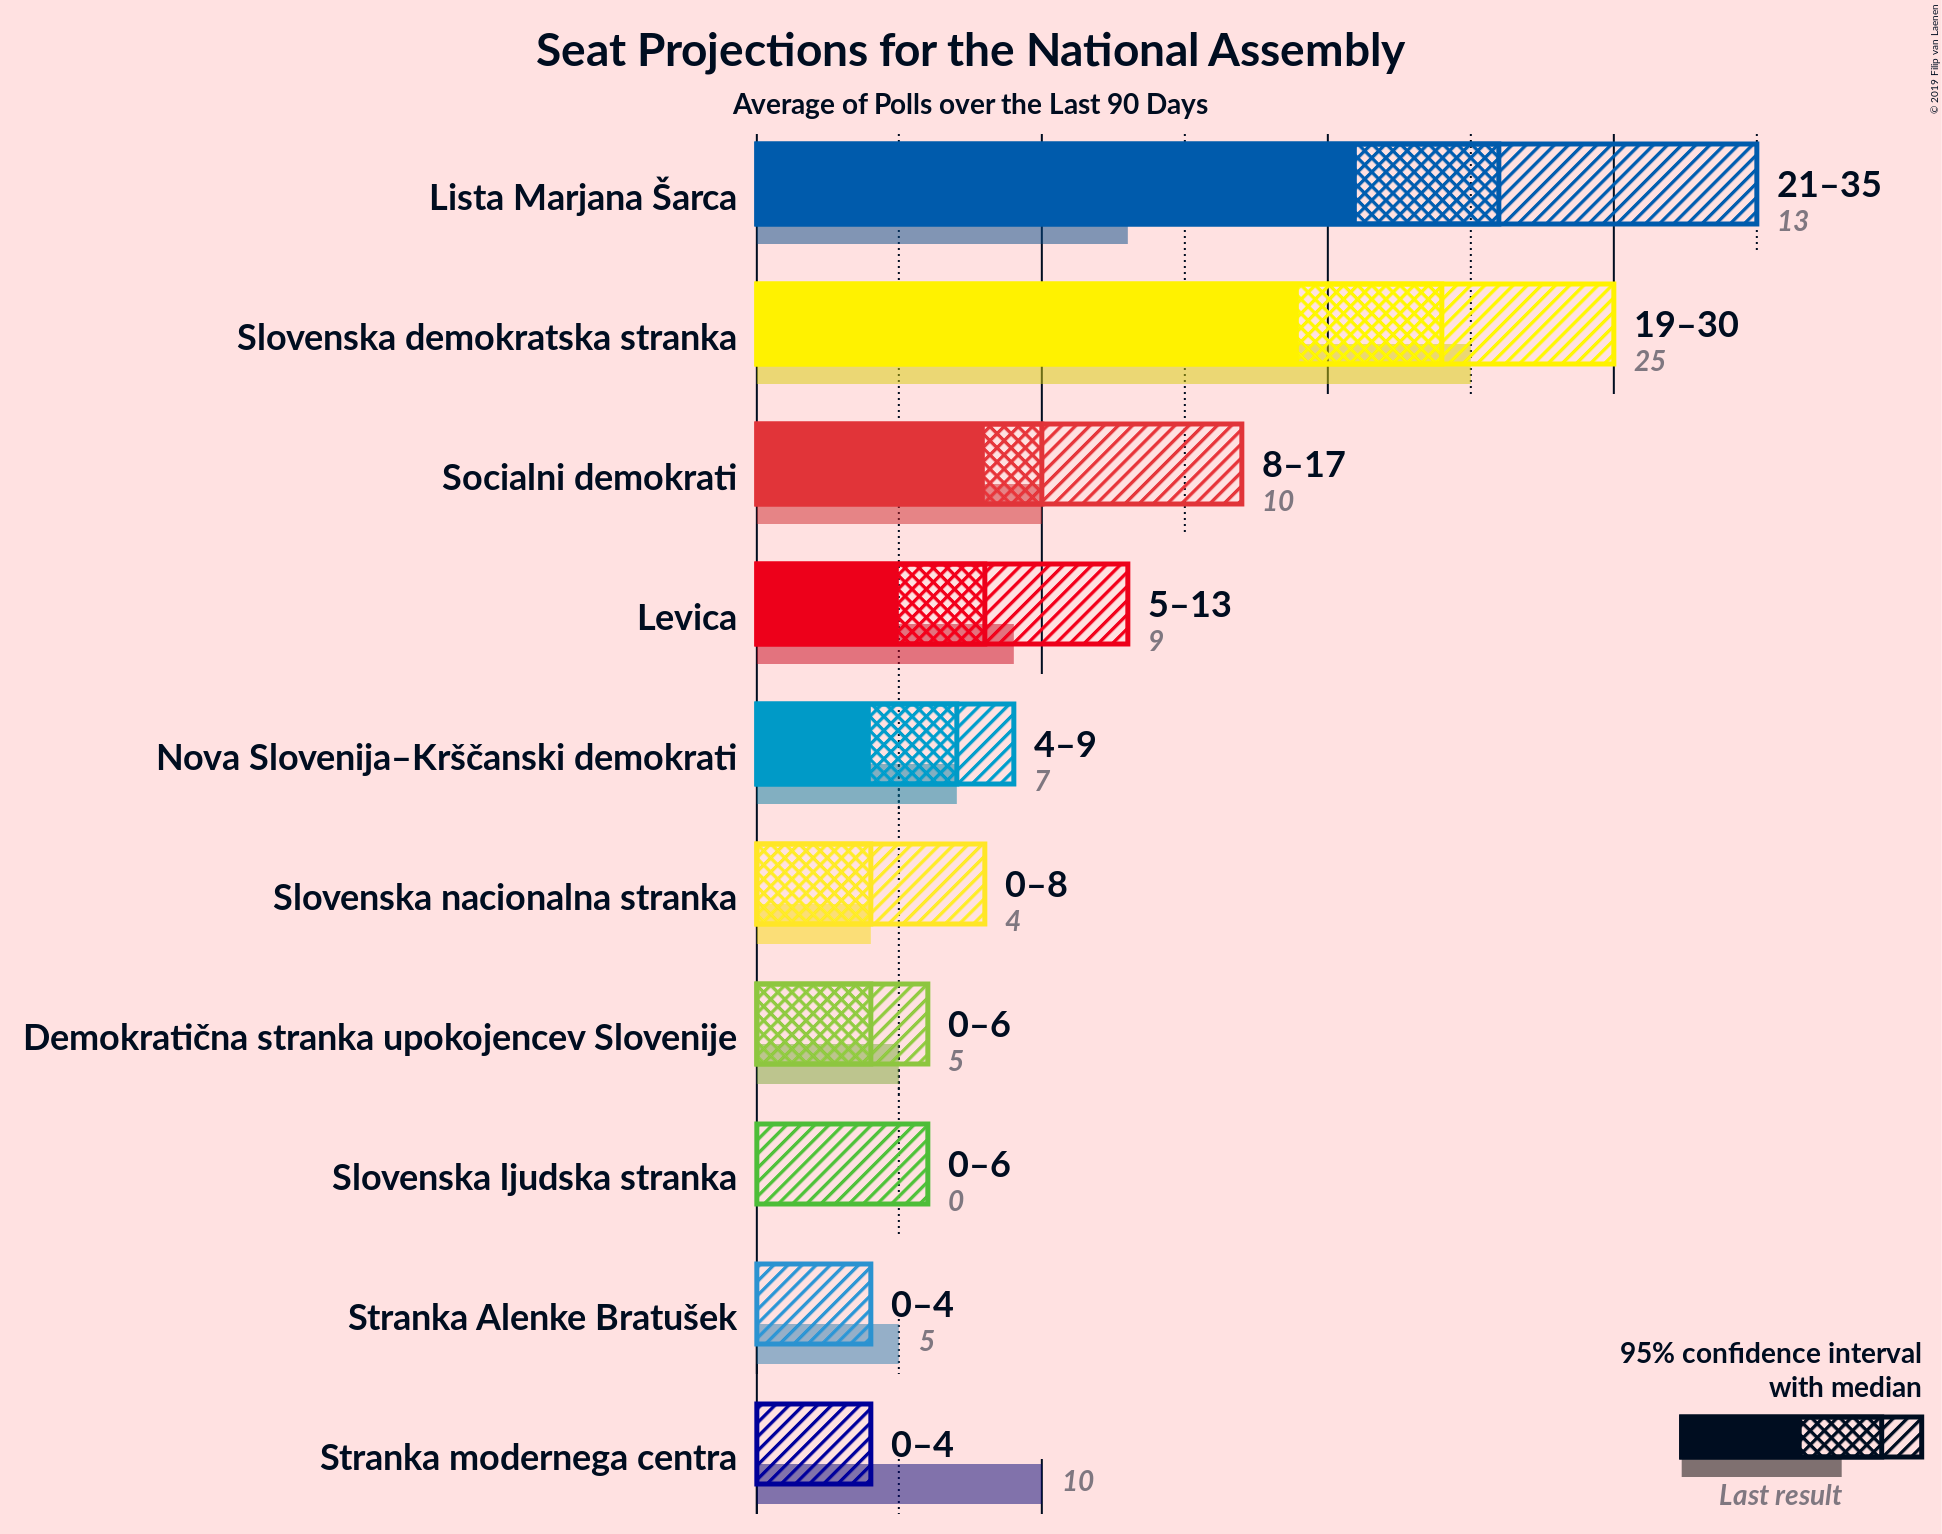 Seat Projections for the National Assembly
Average of Polls over the Last 90 Days
© 2019 Filip van Laenen
Lista Marjana Šarca
21–35
13
Slovenska demokratska stranka
19–30
25
Socialni demokrati
8–17
10
Levica
5–13
9
Nova Slovenija–Krščanski demokrati
4–9
7
Slovenska nacionalna stranka
0–8
4
Demokratična stranka upokojencev Slovenije
0–6
5
Slovenska ljudska stranka
0–6
0
Stranka Alenke Bratušek
0–4
5
Stranka modernega centra
0–4
10
95% confidence interval
with median
Last result